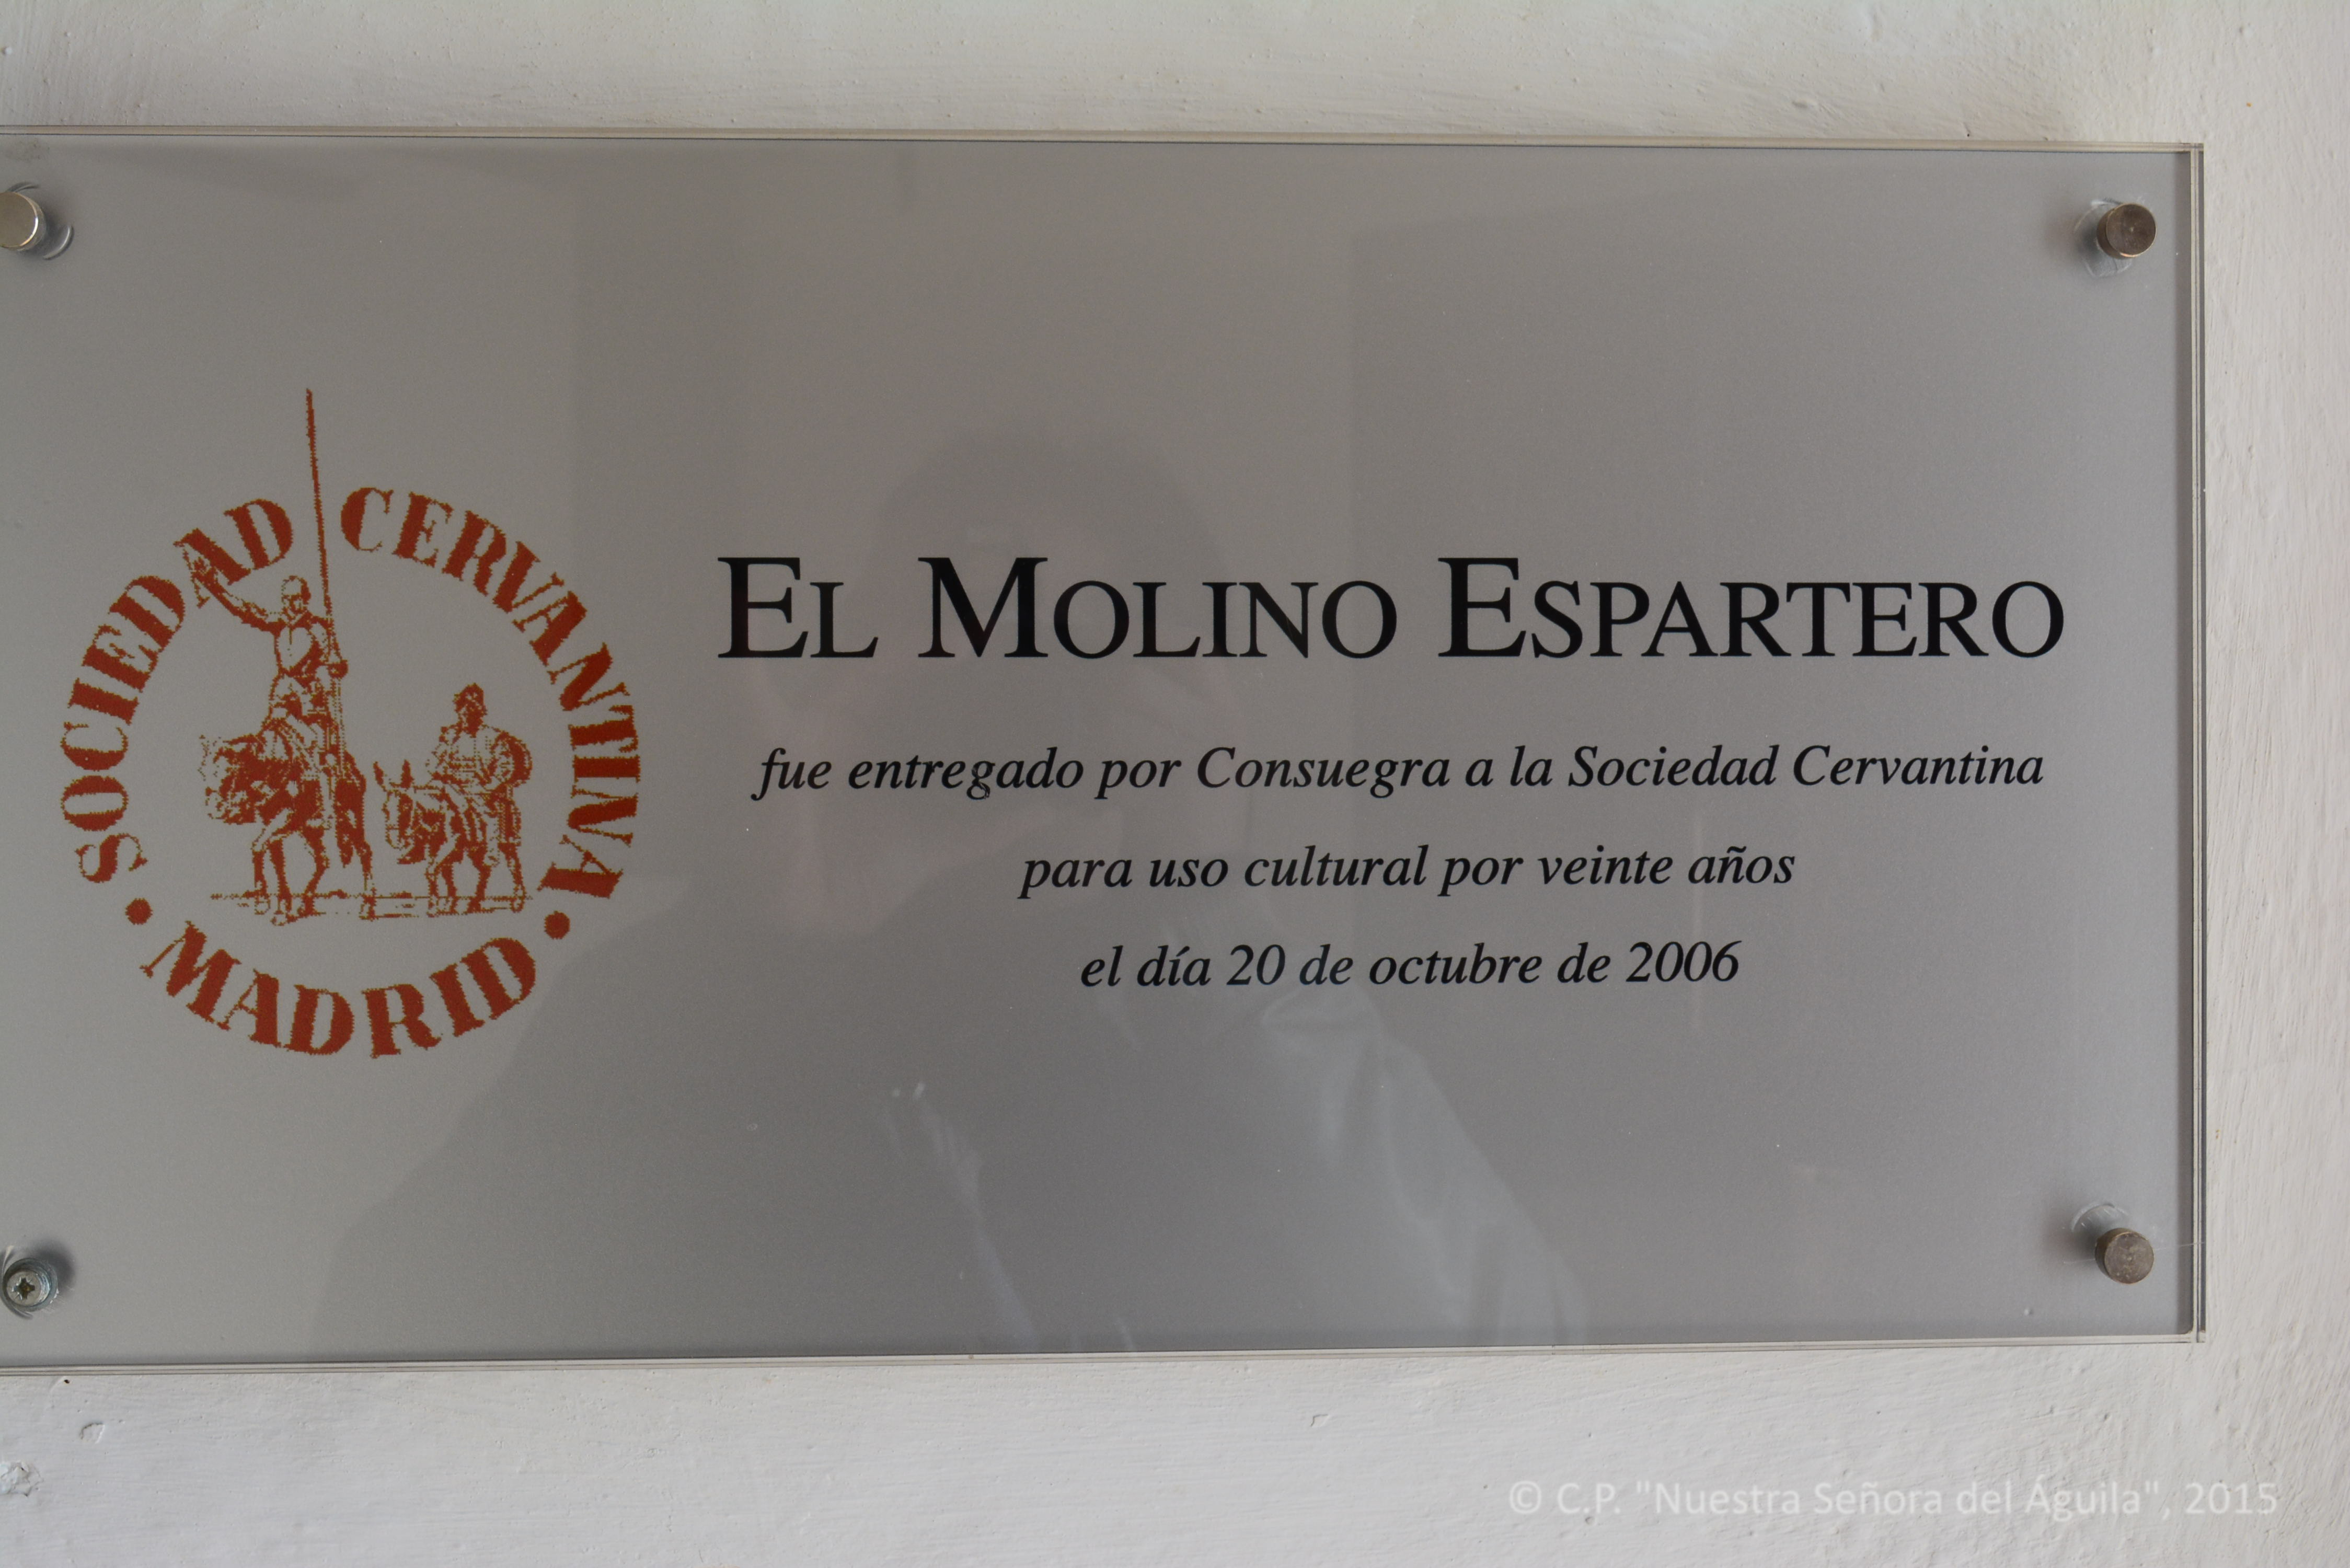 SOCIEDAD CERVANTINA
• MADRID •
EL MOLINO ESPARTERO
fue entregado por Consuegra a la Sociedad Cervantina
para uso cultural por veinte años
el día 20 de octubre de 2006
© C.P. "Nuestra Señora del Águila", 2015